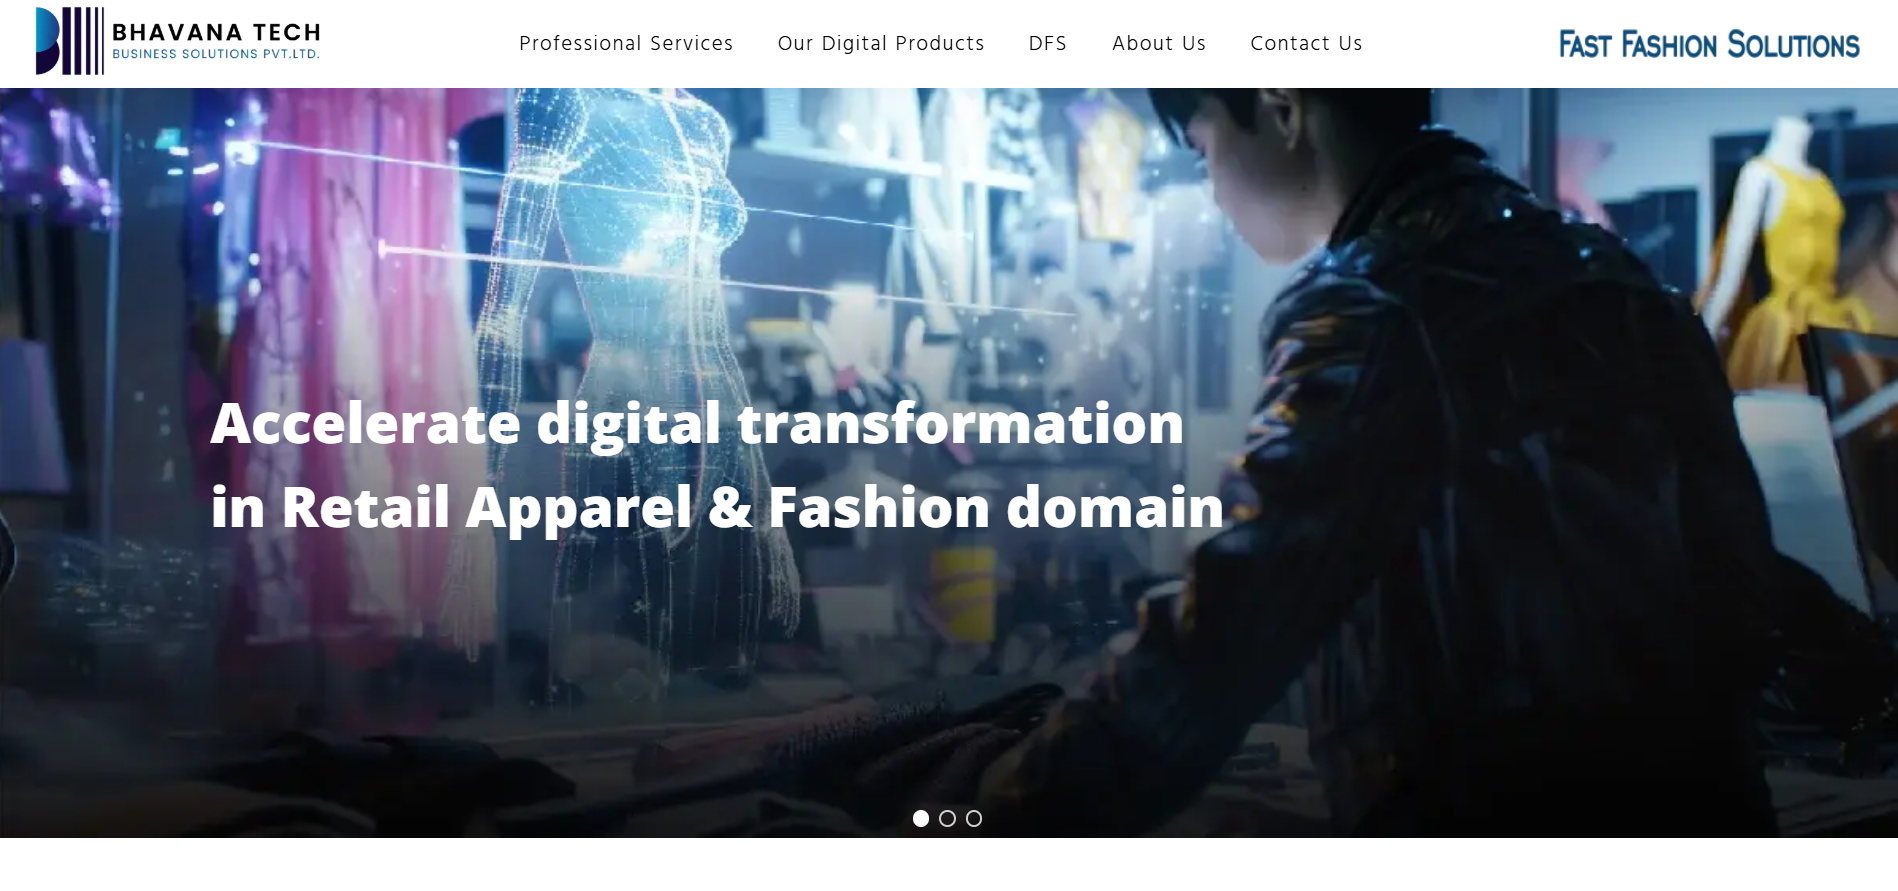 BHAVANA TECH
BUSINESS SOLUTIONS PVT.LTD.
Professional Services
Our Digital Products
DFS
About Us
Contact Us
FAST FASHION SOLUTIONS
Accelerate digital transformation
in Retail Apparel & Fashion domain